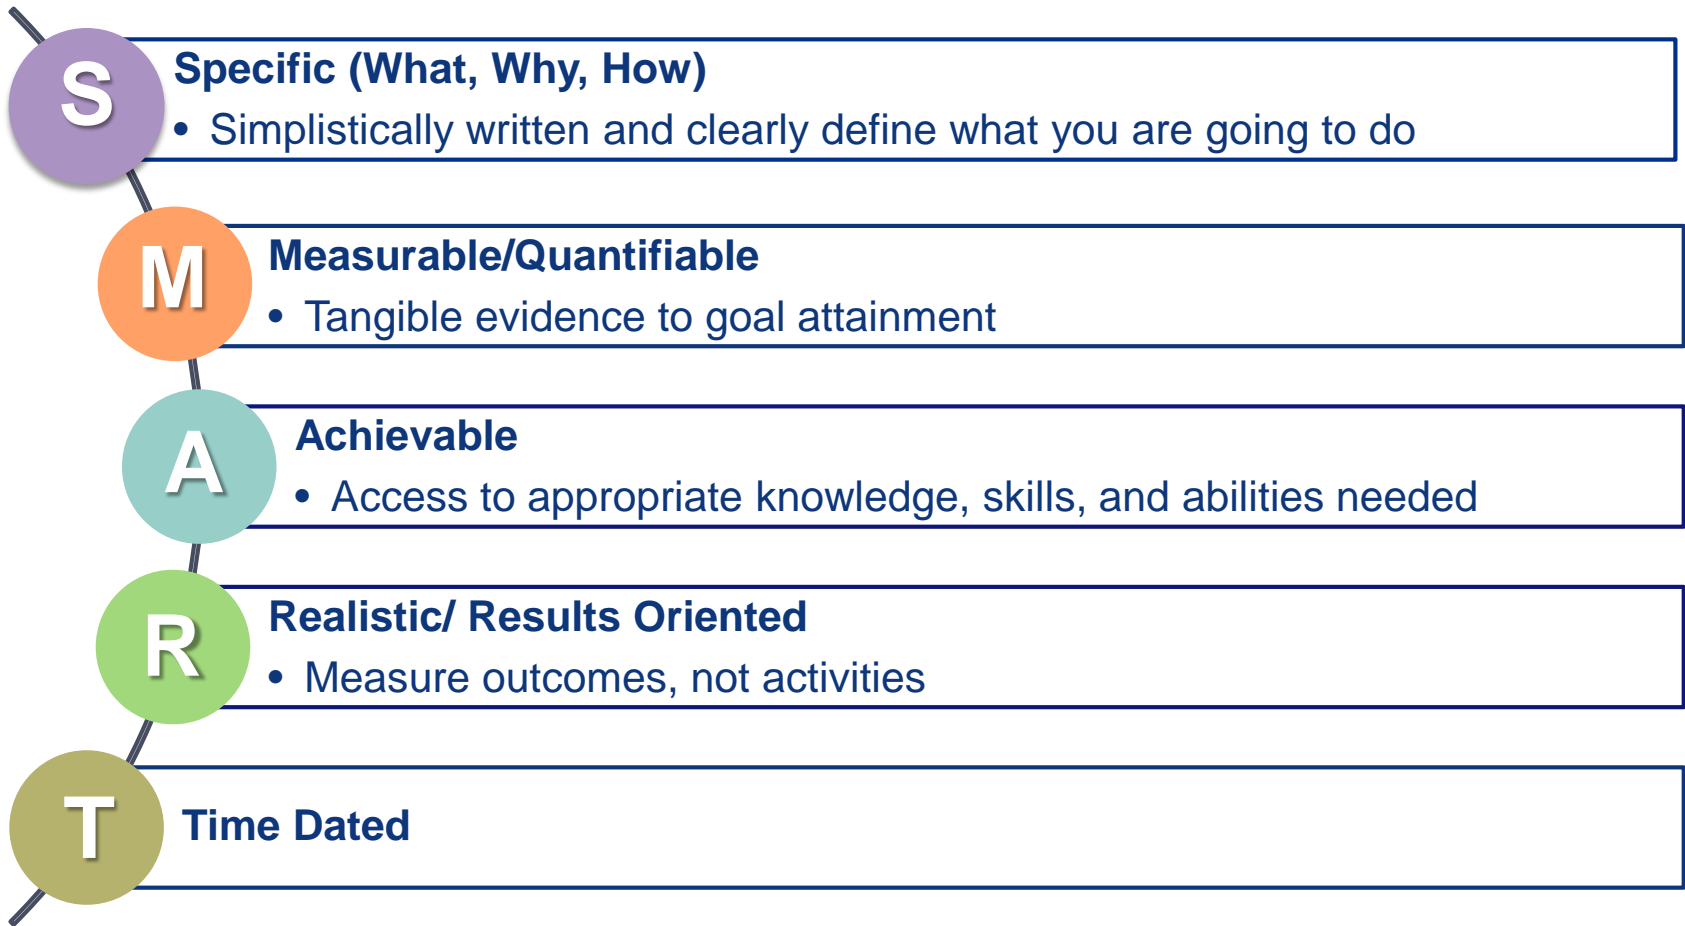 S
Specific (What, Why, How)
• Simplistically written and clearly define what you are going to do
M
Measurable/Quantifiable
• Tangible evidence to goal attainment
A
Achievable
• Access to appropriate knowledge, skills, and abilities needed
R
Realistic/ Results Oriented
• Measure outcomes, not activities
T
Time Dated